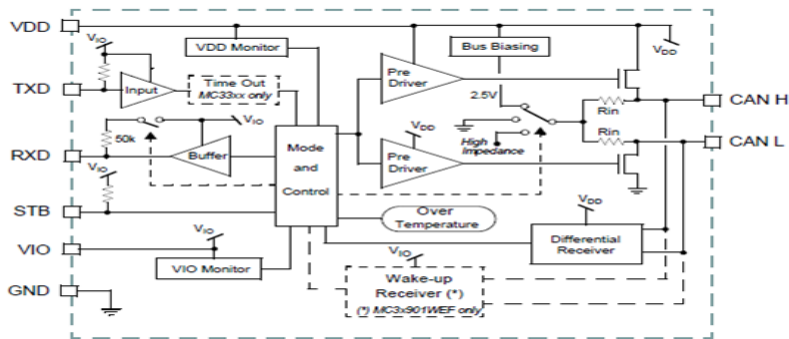 VDD
VDD Monitor
Bus Biasing
VIO
VDD
TXD
Input
Time Out
MC33xx only
Pre
Driver
2.5V
CAN H
Rin
50k
VIO
Mode
and
Control
VDD
High
Impedance
Rin
CAN L
RXD
Buffer
Pre
Driver
VIO
STB
Over
Temperature
VDD
Differential
Receiver
VIO
VIO
VIO Monitor
VIO
Wake-up
Receiver (*)
(*) MC3x901WEF only
GND